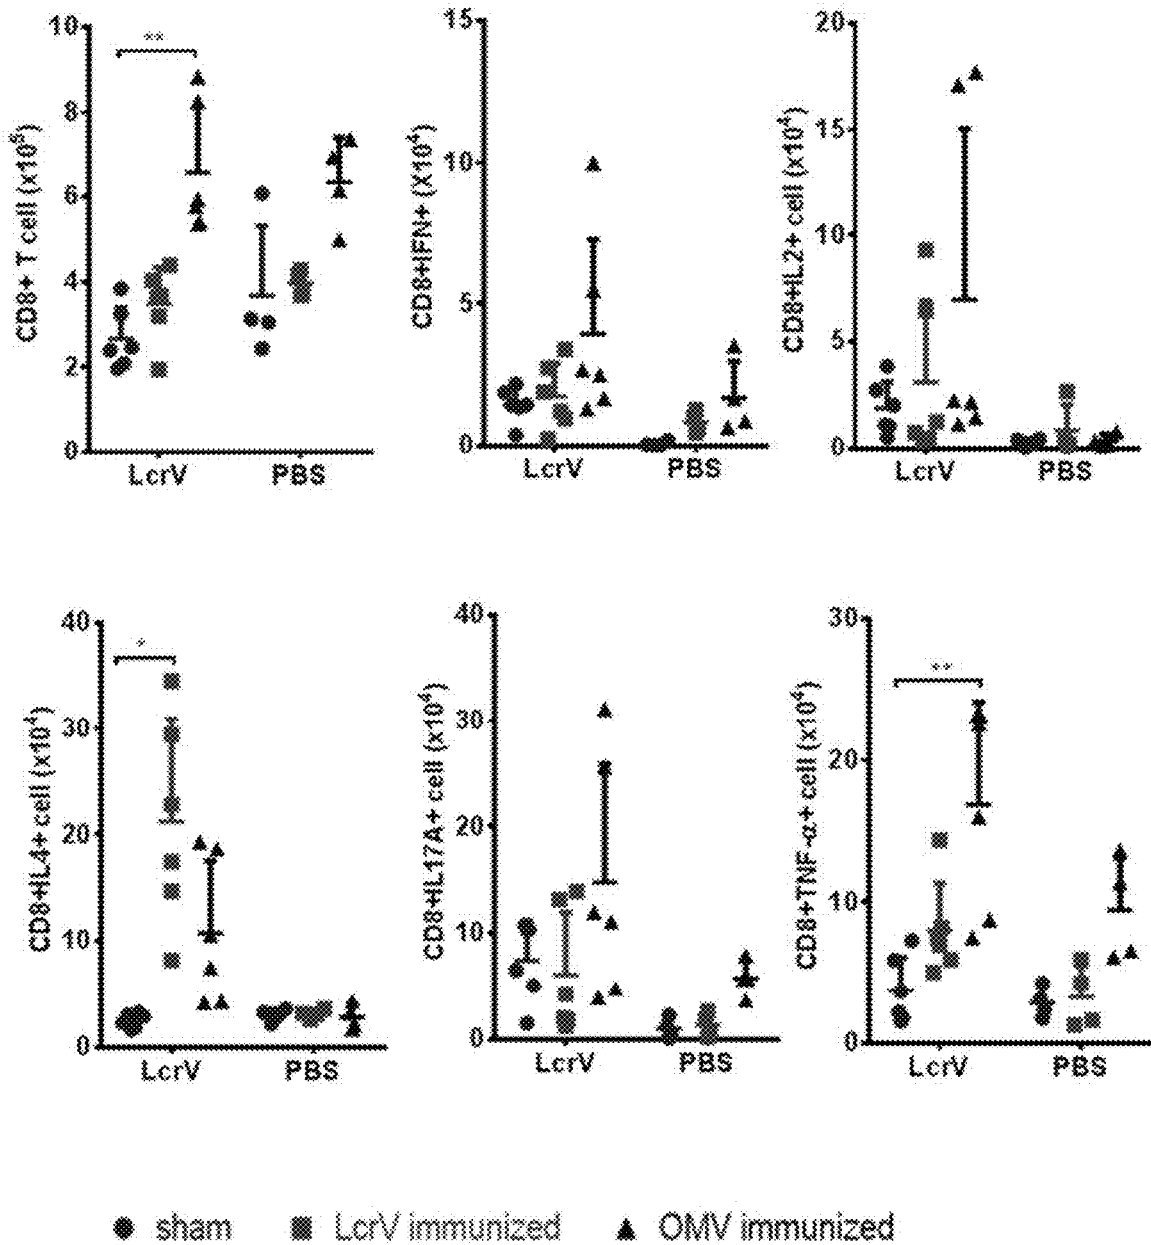 10
8
6
4
2
0
CD8+ T cell (x10⁵)
**
LcrV PBS
15
10
5
0
CD8+IFN+ (X10⁴)
LcrV PBS
20
15
10
5
0
CD8+IL2+ cell (x10⁴)
LcrV PBS
40
30
20
10
0
CD8+IL4+ cell (x10⁴)
*
LcrV PBS
40
30
20
10
0
CD8+IL17A+ cell (x10⁴)
LcrV PBS
30
20
10
0
CD8+TNF-α+ cell (x10⁴)
**
LcrV PBS
sham LcrV immunized OMV immunized